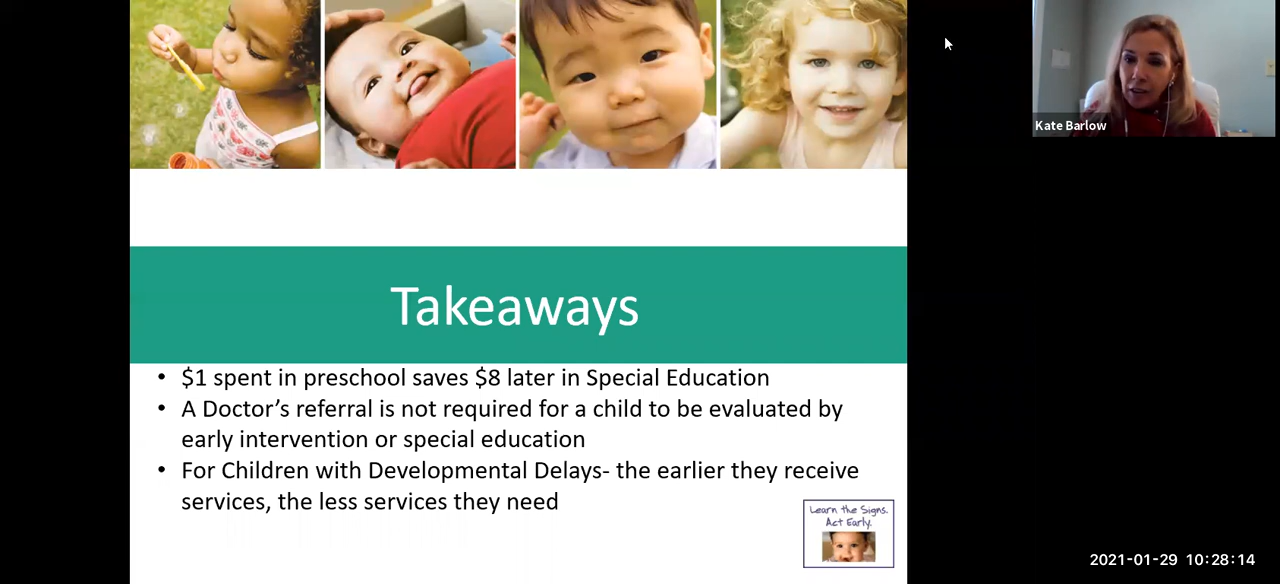 Kate Barlow
Takeaways
• $1 spent in preschool saves $8 later in Special Education
• A Doctor’s referral is not required for a child to be evaluated by
early intervention or special education
• For Children with Developmental Delays- the earlier they receive
services, the less services they need
Learn the Signs.
Act Early.
2021-01-29 10:28:14